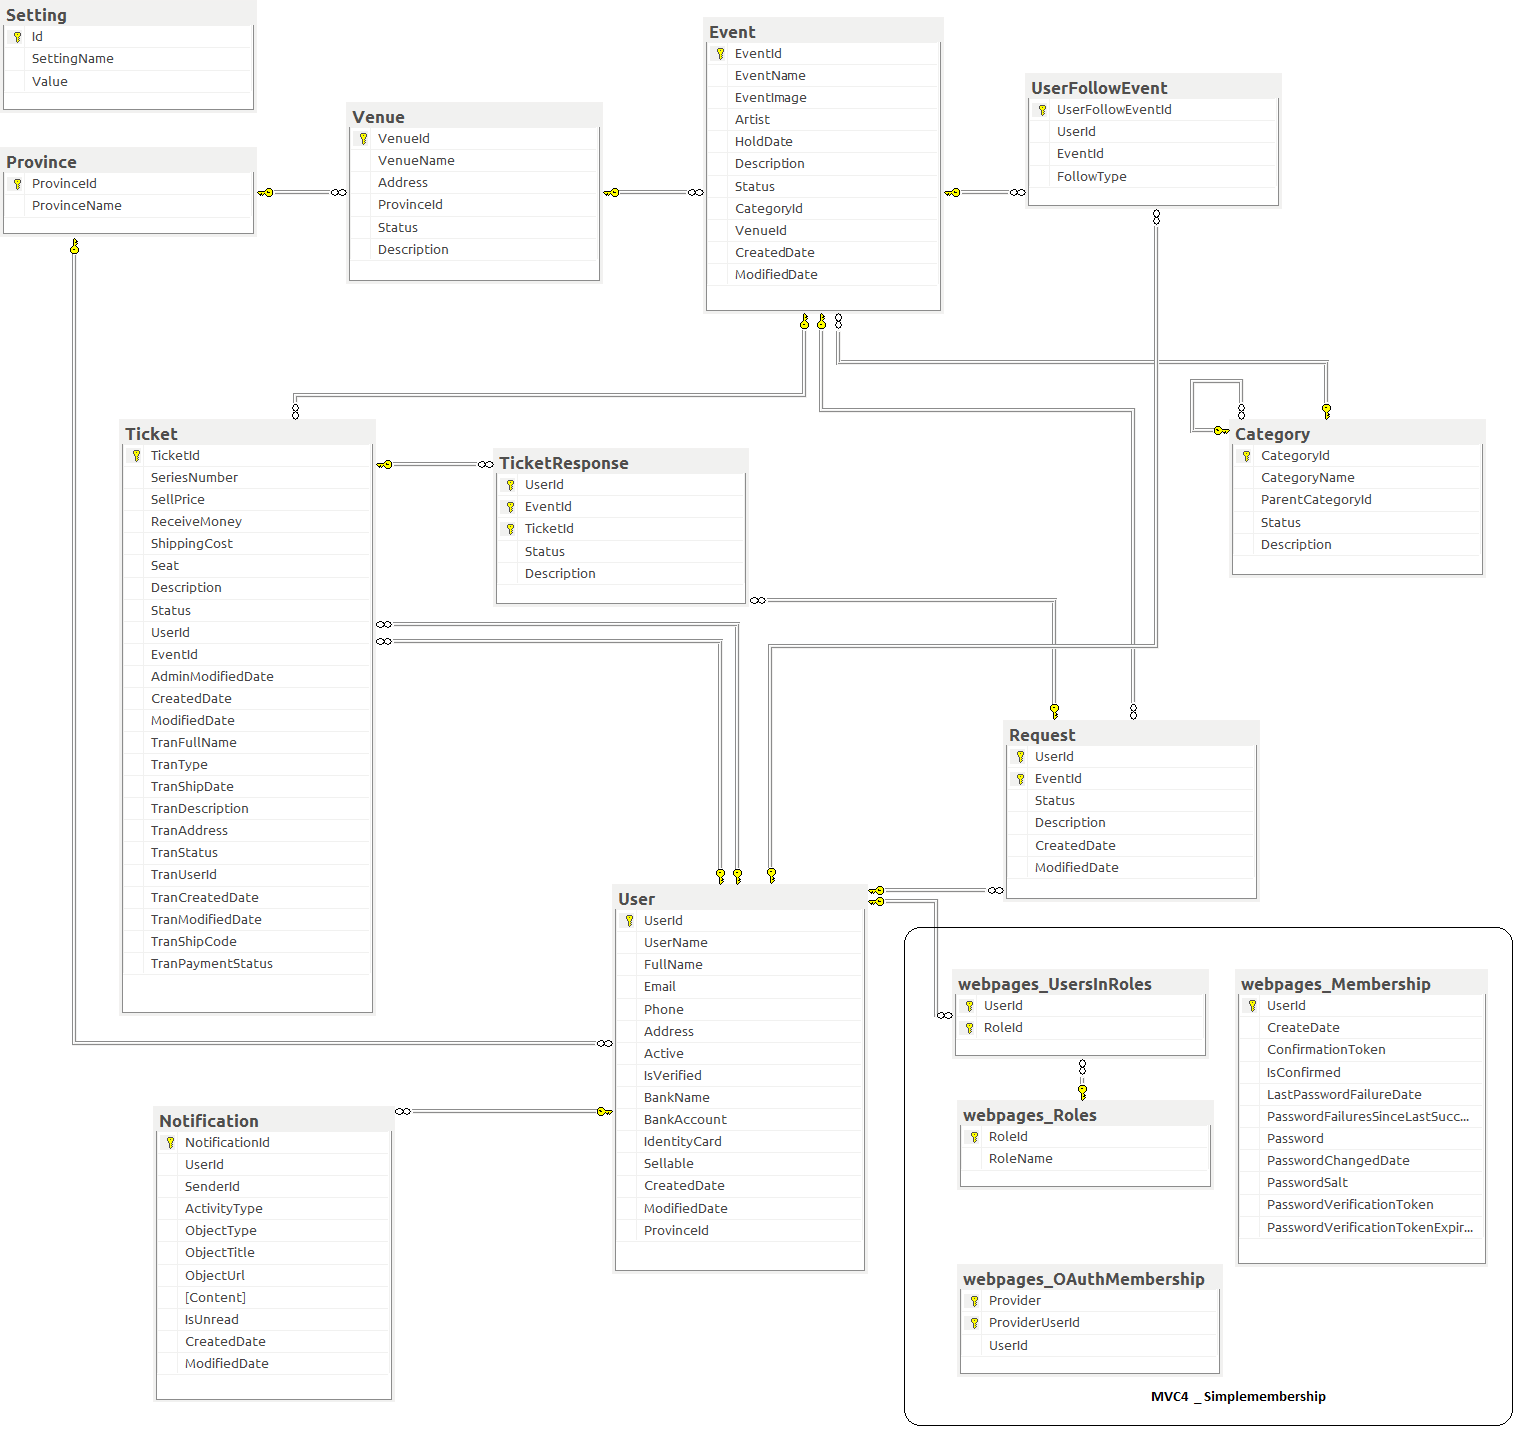 Setting
Id
SettingName
Value
Province
ProvinceId
ProvinceName
Venue
VenueId
VenueName
Address
ProvinceId
Status
Description
Event
EventId
EventName
EventImage
Artist
HoldDate
Description
Status
CategoryId
VenueId
CreatedDate
ModifiedDate
UserFollowEvent
UserFollowEventId
UserId
EventId
FollowType
Ticket
TicketId
SeriesNumber
SellPrice
ReceiveMoney
ShippingCost
Seat
Description
Status
UserId
EventId
AdminModifiedDate
CreatedDate
ModifiedDate
TranFullName
TranType
TranShipDate
TranDescription
TranAddress
TranStatus
TranUserId
TranCreatedDate
TranModifiedDate
TranShipCode
TranPaymentStatus
TicketResponse
UserId
EventId
TicketId
Status
Description
Category
CategoryId
CategoryName
ParentCategoryId
Status
Description
Request
UserId
EventId
Status
Description
CreatedDate
ModifiedDate
User
UserId
UserName
FullName
Email
Phone
Address
Active
IsVerified
BankName
BankAccount
IdentityCard
Sellable
CreatedDate
ModifiedDate
ProvinceId
Notification
NotificationId
UserId
SenderId
ActivityType
ObjectType
ObjectTitle
ObjectUrl
[Content]
IsUnread
CreatedDate
ModifiedDate
webpages_UsersInRoles
UserId
RoleId
webpages_Roles
RoleId
RoleName
webpages_Membership
UserId
CreateDate
ConfirmationToken
IsConfirmed
LastPasswordFailureDate
PasswordFailuresSinceLastSucc...
Password
PasswordChangedDate
PasswordSalt
PasswordVerificationToken
PasswordVerificationTokenExpir...
webpages_OAuthMembership
Provider
ProviderUserId
UserId
MVC4 _ Simplemembership